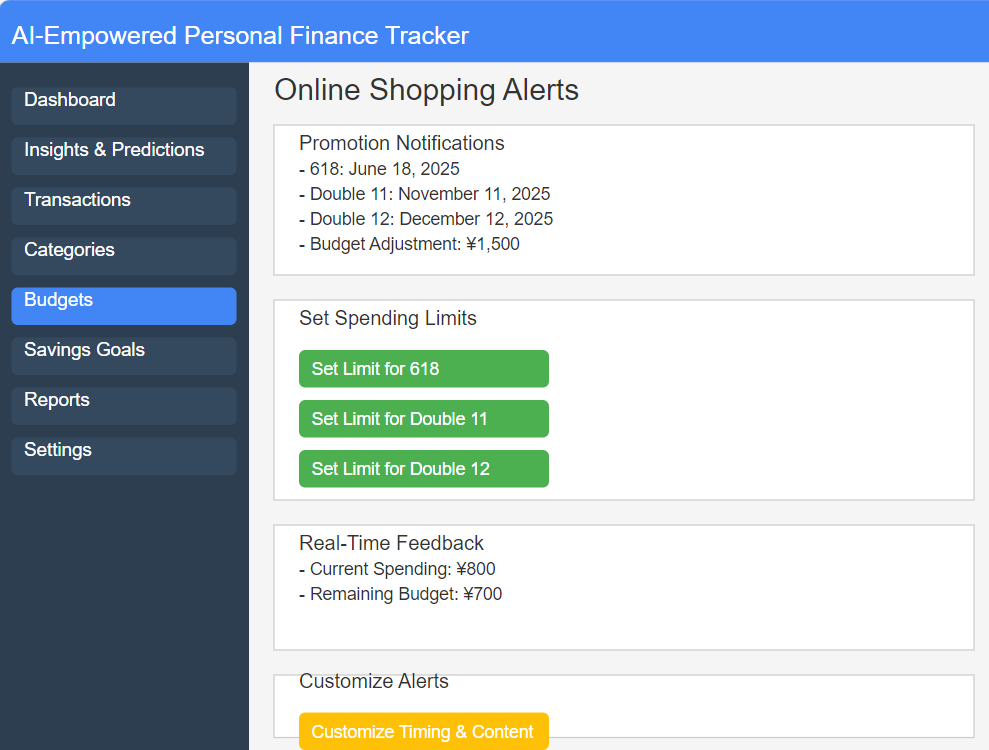 AI-Empowered Personal Finance Tracker
Dashboard
Insights & Predictions
Transactions
Categories
Budgets
Savings Goals
Reports
Settings
Online Shopping Alerts
Promotion Notifications
- 618: June 18, 2025
- Double 11: November 11, 2025
- Double 12: December 12, 2025
- Budget Adjustment: ¥1,500
Set Spending Limits
Set Limit for 618
Set Limit for Double 11
Set Limit for Double 12
Real-Time Feedback
- Current Spending: ¥800
- Remaining Budget: ¥700
Customize Alerts
Customize Timing & Content